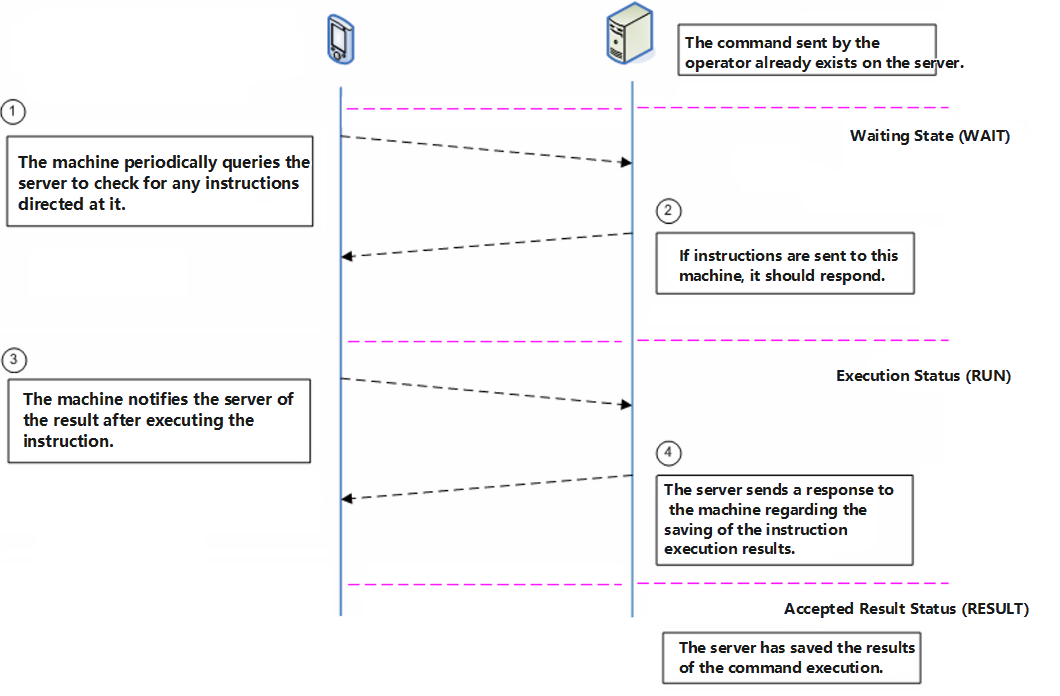 The command sent by the
operator already exists on the server.
1
Waiting State (WAIT)
The machine periodically queries the
server to check for any instructions
directed at it.
2
If instructions are sent to this
machine, it should respond.
3
Execution Status (RUN)
The machine notifies the server of
the result after executing the
instruction.
4
The server sends a response to
the machine regarding the
saving of the instruction
execution results.
Accepted Result Status (RESULT)
The server has saved the results
of the command execution.